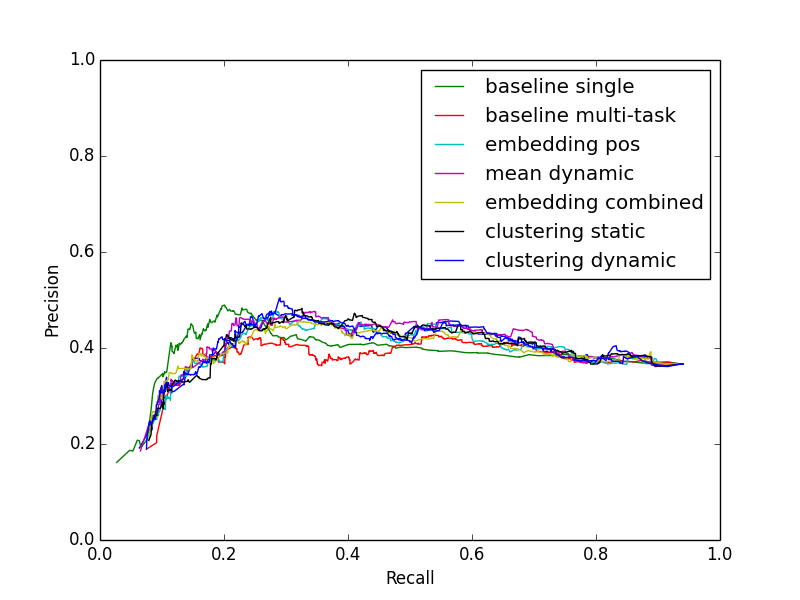 1.0
0.8
0.6
0.4
0.2
0.0
Precision
baseline single
baseline multi-task
embedding pos
mean dynamic
embedding combined
clustering static
clustering dynamic
0.0 0.2 0.4 0.6 0.8 1.0
Recall